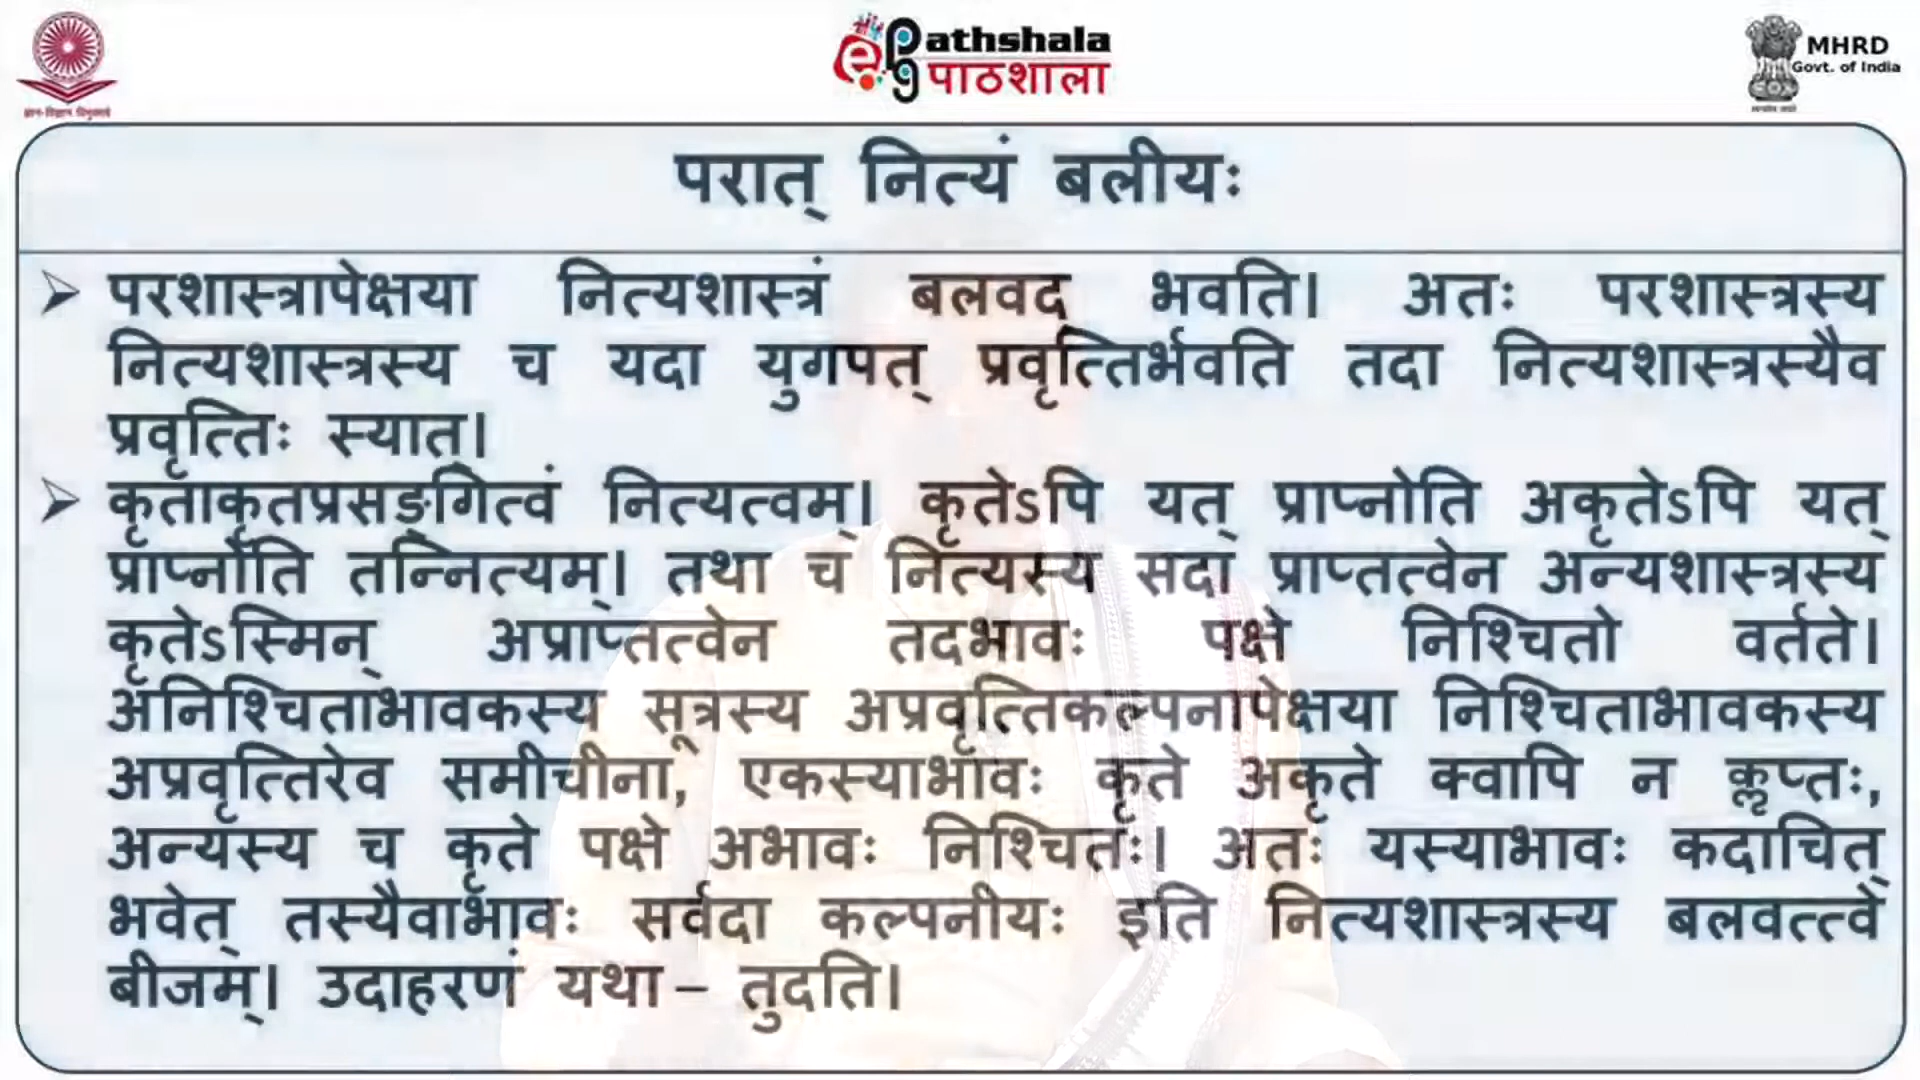 ज्ञान-विज्ञान विमुक्तये
ePG Pathshala
पाठशाला
MHRD
Govt. of India
परात् नित्यं बलीयः
परशास्त्रापेक्षया नित्यशास्त्रं बलवद् भवति। अतः परशास्त्रस्य
नित्यशास्त्रस्य च यदा युगपत् प्रवृत्तिर्भवति तदा नित्यशास्त्रस्यैव
प्रवृत्तिः स्यात्।
कृताकृतप्रसङ्गित्वं नित्यत्वम्। कृतेऽपि यत् प्राप्नोति अकृतेऽपि यत्
प्राप्नोति तन्नित्यम्। तथा च नित्यस्य सदा प्राप्तत्वेन अन्यशास्त्रस्य
कृतेऽस्मिन् अप्राप्तत्वेन तदभावः पक्षे निश्चितो वर्तते।
अनिश्चिताभावकस्य सूत्रस्य अप्रवृत्तिकल्पनापेक्षया निश्चिताभावकस्य
अप्रवृत्तिरेव समीचीना, एकस्याभावः कृते अकृते क्वापि न क्लृप्तः,
अन्यस्य च कृते पक्षे अभावः निश्चितः। अतः यस्याभावः कदाचित्
भवेत् तस्यैवाभावः सर्वदा कल्पनीयः इति नित्यशास्त्रस्य बलवत्त्वे
बीजम्। उदाहरणं यथा – तुदति।